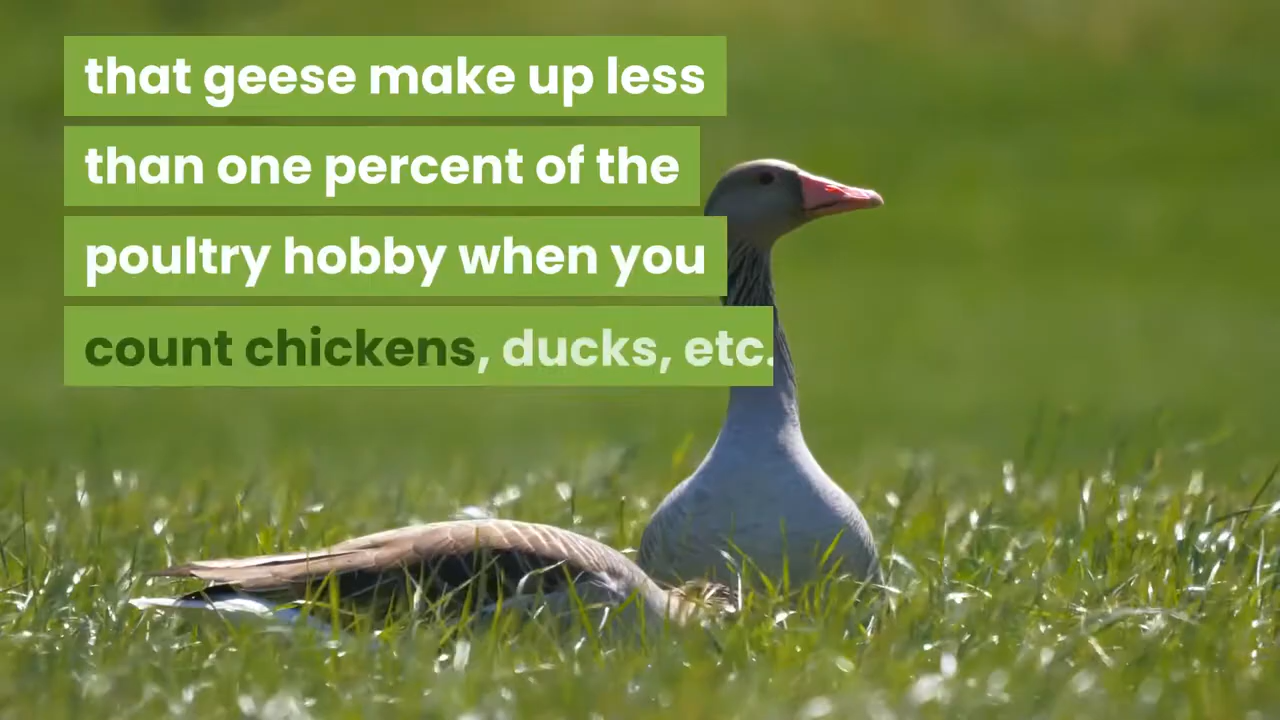 that geese make up less
than one percent of the
poultry hobby when you
count chickens, ducks, etc.